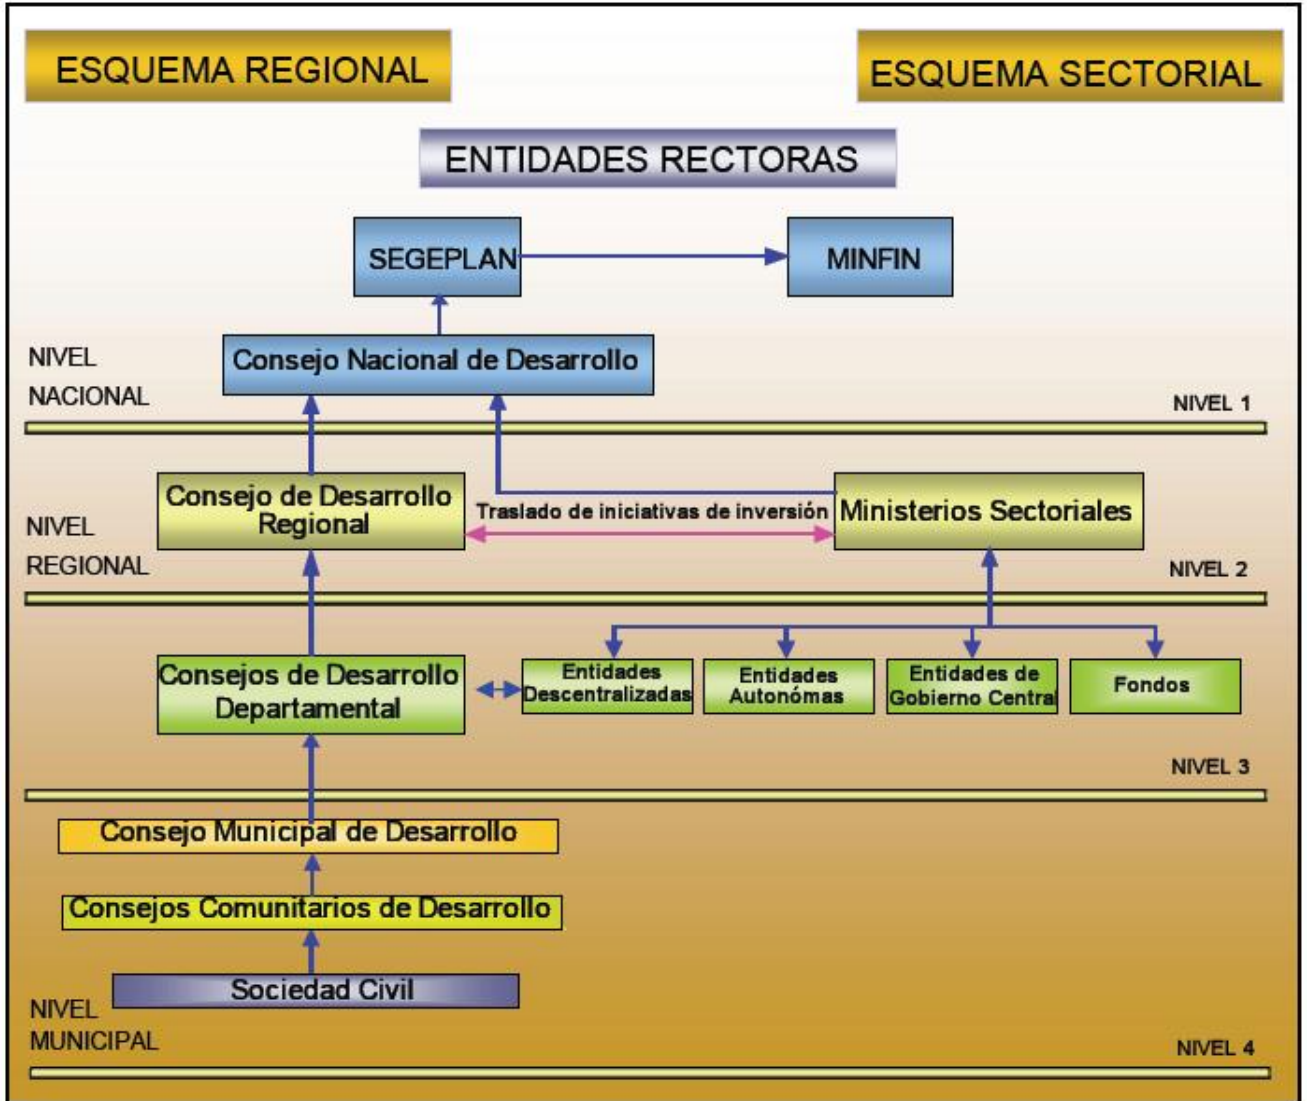 ESQUEMA REGIONAL
ESQUEMA SECTORIAL
ENTIDADES RECTORAS
SEGEPLAN
MINFIN
NIVEL
NACIONAL
Consejo Nacional de Desarrollo
NIVEL 1
Consejo de Desarrollo
Regional
Traslado de iniciativas de inversión
Ministerios Sectoriales
NIVEL
REGIONAL
NIVEL 2
Consejos de Desarrollo
Departamental
Entidades
Descentralizadas
Entidades
Autonómas
Entidades de
Gobierno Central
Fondos
NIVEL 3
Consejo Municipal de Desarrollo
Consejos Comunitarios de Desarrollo
Sociedad Civil
NIVEL
MUNICIPAL
NIVEL 4